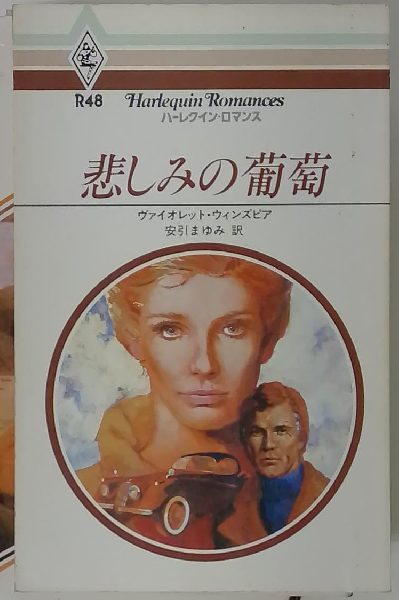 R48 Harlequin Romances
ハーレクイン・ロマンス
悲しみの葡萄
ヴァイオレット・ウィンズピア
安引まゆみ 訳